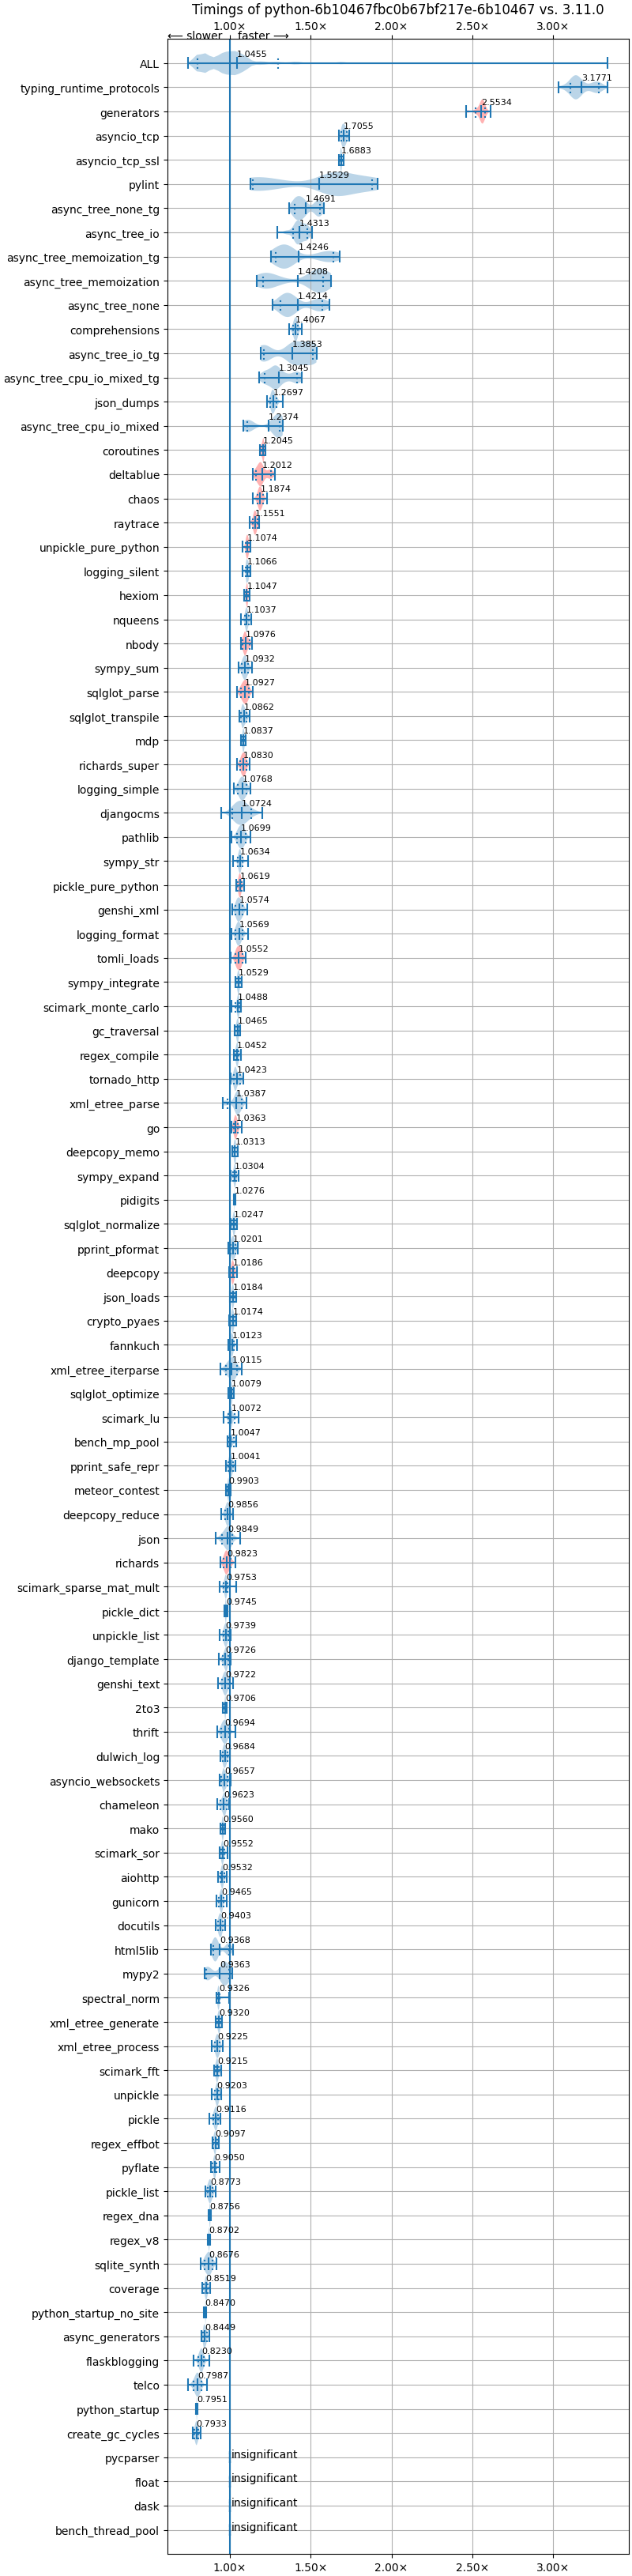 Timings of python-6b10467fbc0b67bf217e-6b10467 vs. 3.11.0
1.00× 1.50× 2.00× 2.50× 3.00×
⟵ slower faster ⟶
ALL 1.0455
typing_runtime_protocols 3.1771
generators 2.5534
asyncio_tcp 1.7055
asyncio_tcp_ssl 1.6883
pylint 1.5529
async_tree_none_tg 1.4691
async_tree_io 1.4313
async_tree_memoization_tg 1.4246
async_tree_memoization 1.4208
async_tree_none 1.4214
comprehensions 1.4067
async_tree_io_tg 1.3853
async_tree_cpu_io_mixed_tg 1.3045
json_dumps 1.2697
async_tree_cpu_io_mixed 1.2374
coroutines 1.2045
deltablue 1.2012
chaos 1.1874
raytrace 1.1551
unpickle_pure_python 1.1074
logging_silent 1.1066
hexiom 1.1047
nqueens 1.1037
nbody 1.0976
sympy_sum 1.0932
sqlglot_parse 1.0927
sqlglot_transpile 1.0862
mdp 1.0837
richards_super 1.0830
logging_simple 1.0768
djangocms 1.0724
pathlib 1.0699
sympy_str 1.0634
pickle_pure_python 1.0619
genshi_xml 1.0574
logging_format 1.0569
tomli_loads 1.0552
sympy_integrate 1.0529
scimark_monte_carlo 1.0488
gc_traversal 1.0465
regex_compile 1.0452
tornado_http 1.0423
xml_etree_parse 1.0387
go 1.0363
deepcopy_memo 1.0313
sympy_expand 1.0304
pidigits 1.0276
sqlglot_normalize 1.0247
pprint_pformat 1.0201
deepcopy 1.0186
json_loads 1.0184
crypto_pyaes 1.0174
fannkuch 1.0123
xml_etree_iterparse 1.0115
sqlglot_optimize 1.0079
scimark_lu 1.0072
bench_mp_pool 1.0047
pprint_safe_repr 1.0041
meteor_contest 0.9903
deepcopy_reduce 0.9856
json 0.9849
richards 0.9823
scimark_sparse_mat_mult 0.9753
pickle_dict 0.9745
unpickle_list 0.9739
django_template 0.9726
genshi_text 0.9722
2to3 0.9706
thrift 0.9694
dulwich_log 0.9684
asyncio_websockets 0.9657
chameleon 0.9623
mako 0.9560
scimark_sor 0.9552
aiohttp 0.9532
gunicorn 0.9465
docutils 0.9403
html5lib 0.9368
mypy2 0.9363
spectral_norm 0.9326
xml_etree_generate 0.9320
xml_etree_process 0.9225
scimark_fft 0.9215
unpickle 0.9203
pickle 0.9116
regex_effbot 0.9097
pyflate 0.9050
pickle_list 0.8773
regex_dna 0.8756
regex_v8 0.8702
sqlite_synth 0.8676
coverage 0.8519
python_startup_no_site 0.8470
async_generators 0.8449
flaskblogging 0.8230
telco 0.7987
python_startup 0.7951
create_gc_cycles 0.7933
pycparser insignificant
float insignificant
dask insignificant
bench_thread_pool insignificant
1.00× 1.50× 2.00× 2.50× 3.00×